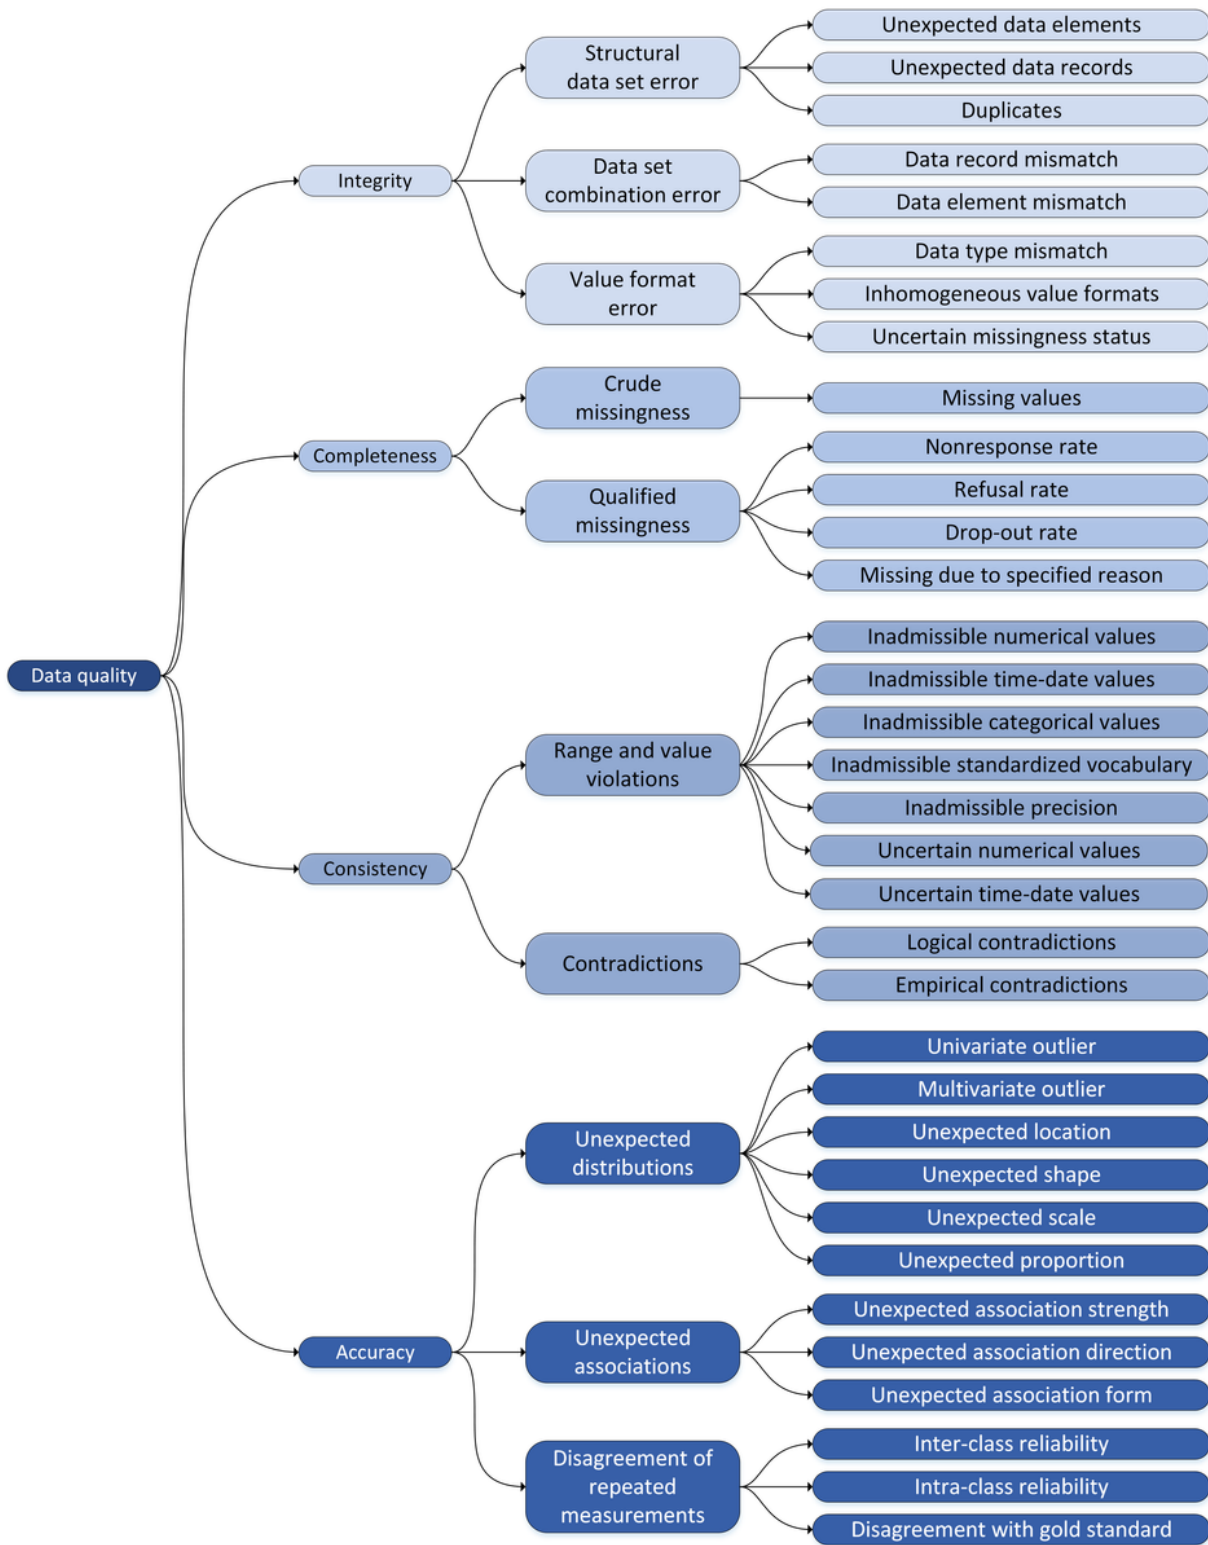 Data quality
Integrity
Structural
data set error
Unexpected data elements
Unexpected data records
Duplicates
Data set
combination error
Data record mismatch
Data element mismatch
Value format
error
Data type mismatch
Inhomogeneous value formats
Uncertain missingness status
Completeness
Crude
missingness
Missing values
Qualified
missingness
Nonresponse rate
Refusal rate
Drop-out rate
Missing due to specified reason
Consistency
Range and value
violations
Inadmissible numerical values
Inadmissible time-date values
Inadmissible categorical values
Inadmissible standardized vocabulary
Inadmissible precision
Uncertain numerical values
Uncertain time-date values
Contradictions
Logical contradictions
Empirical contradictions
Accuracy
Unexpected
distributions
Univariate outlier
Multivariate outlier
Unexpected location
Unexpected shape
Unexpected scale
Unexpected proportion
Unexpected
associations
Unexpected association strength
Unexpected association direction
Unexpected association form
Disagreement of
repeated
measurements
Inter-class reliability
Intra-class reliability
Disagreement with gold standard